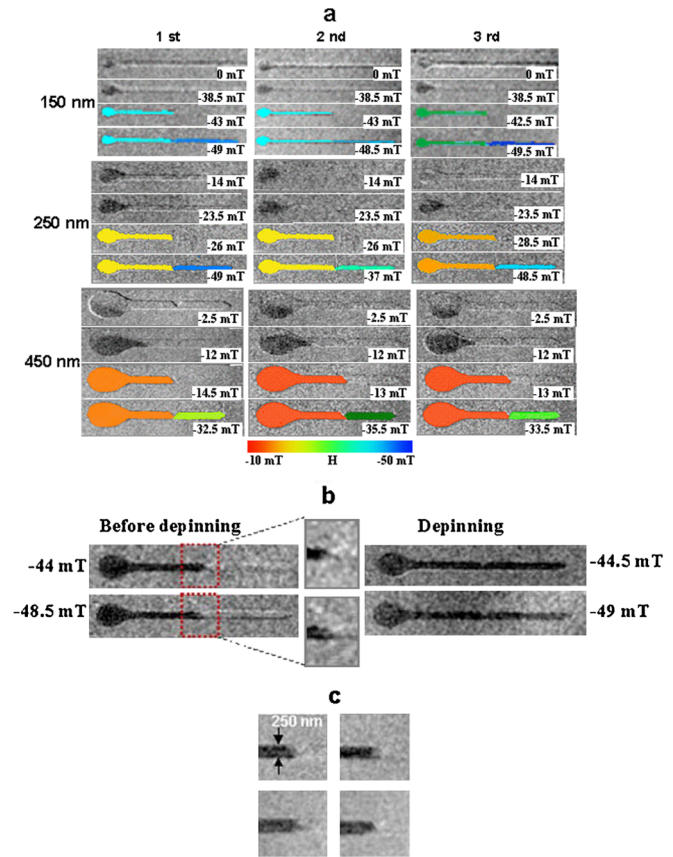 a
1 st 2 nd 3 rd
150 nm
0 mT 0 mT 0 mT
-38.5 mT -38.5 mT -38.5 mT
-43 mT -43 mT -42.5 mT
-49 mT -48.5 mT -49.5 mT
250 nm
-14 mT -14 mT -14 mT
-23.5 mT -23.5 mT -23.5 mT
-26 mT -26 mT -28.5 mT
-49 mT -37 mT -48.5 mT
450 nm
-2.5 mT -2.5 mT -2.5 mT
-12 mT -12 mT -12 mT
-14.5 mT -13 mT -13 mT
-32.5 mT -35.5 mT -33.5 mT
-10 mT H -50 mT
b
Before depinning Depinning
-44 mT -44.5 mT
-48.5 mT -49 mT
c
250 nm